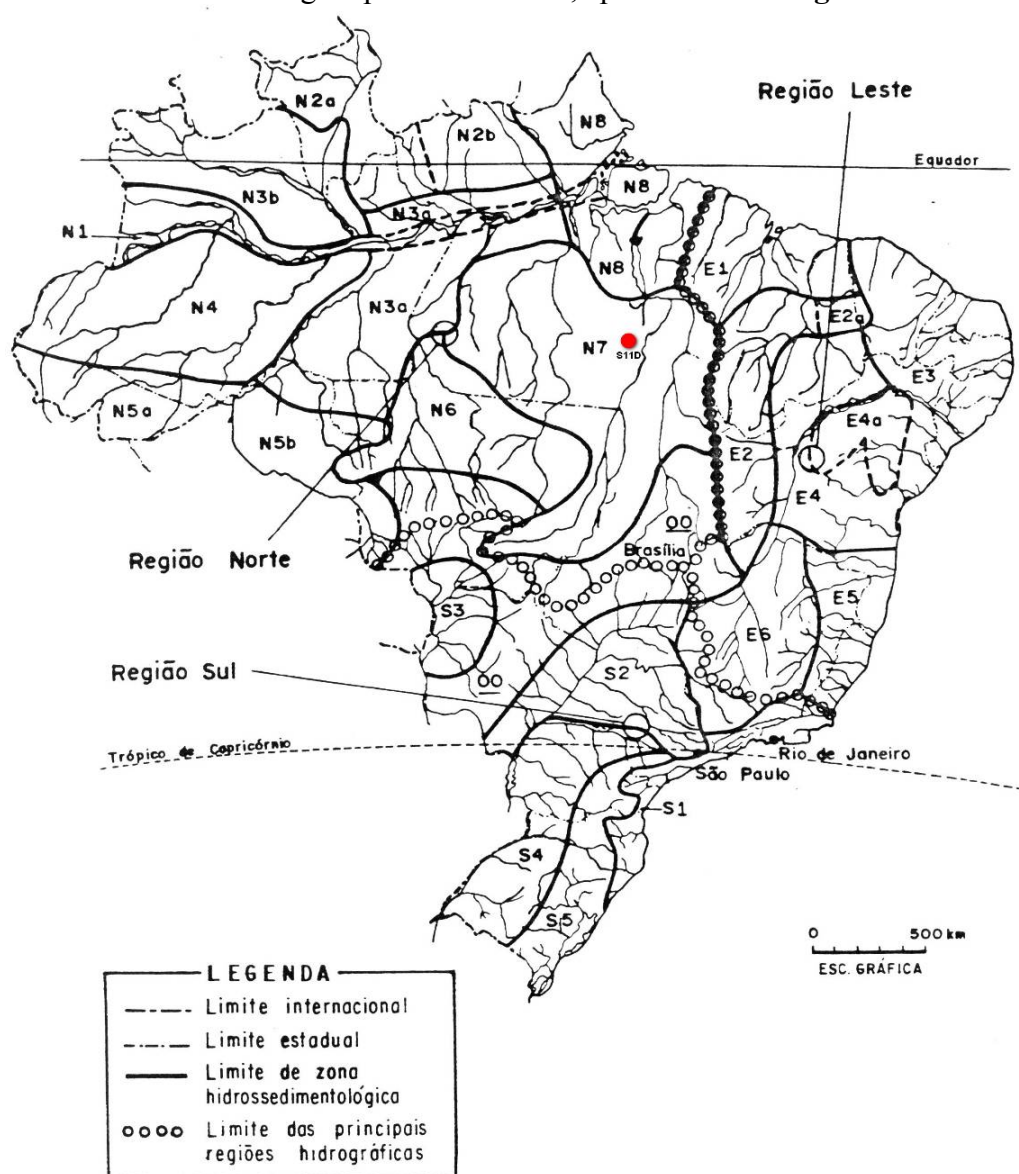 Região Leste
N2a
N2b
N8
Equador
N8
N3b
N3a
N1
E1
N8
N4
N3a
E2a
N7
S11D
E3
N5a
N6
E4a
N5b
E2
E4
00
Brasília
Região Norte
S3
E5
E6
Região Sul
00
S2
Trópico de Capricórnio
Rio de Janeiro
São Paulo
S1
S4
S5
0 500 km
ESC. GRÁFICA
LEGENDA
Limite internacional
Limite estadual
Limite de zona
hidrossedimentológica
Limite das principais
regiões hidrográficas